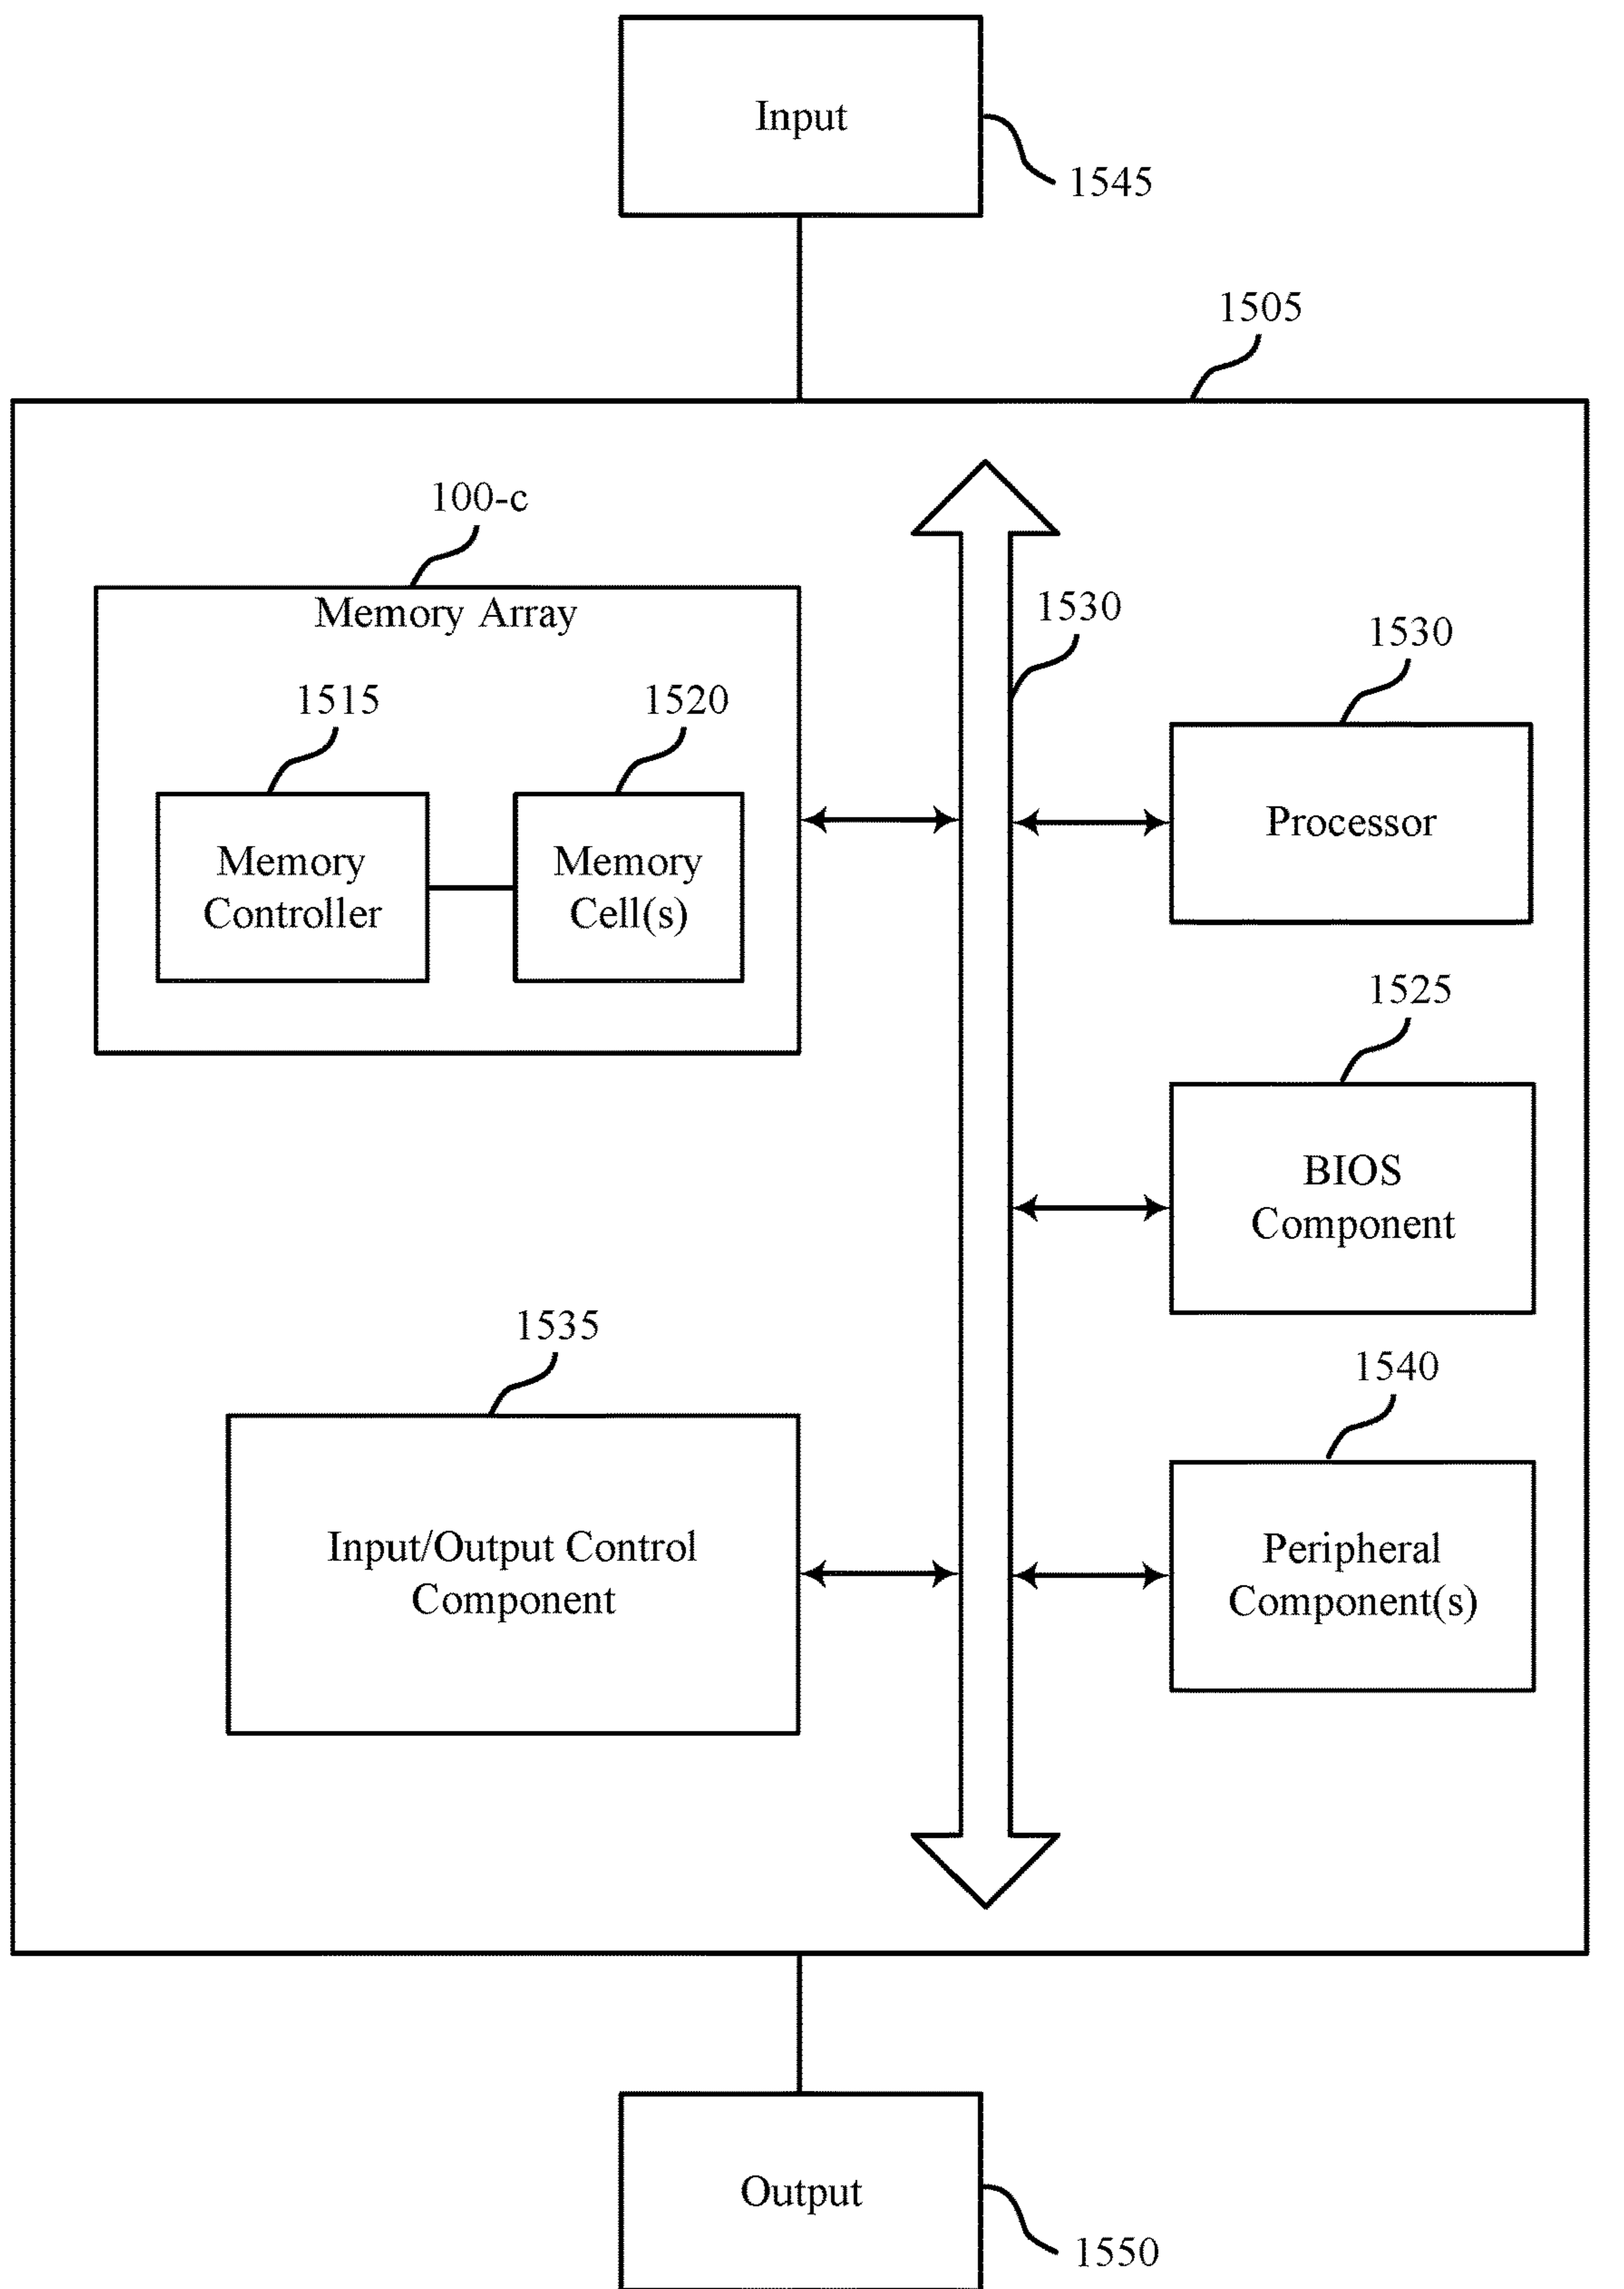 Input
1545
1505
100-c
Memory Array
1530
1530
1515
1520
Memory
Controller
Memory
Cell(s)
Processor
1525
BIOS
Component
1535
1540
Input/Output Control
Component
Peripheral
Component(s)
Output
1550